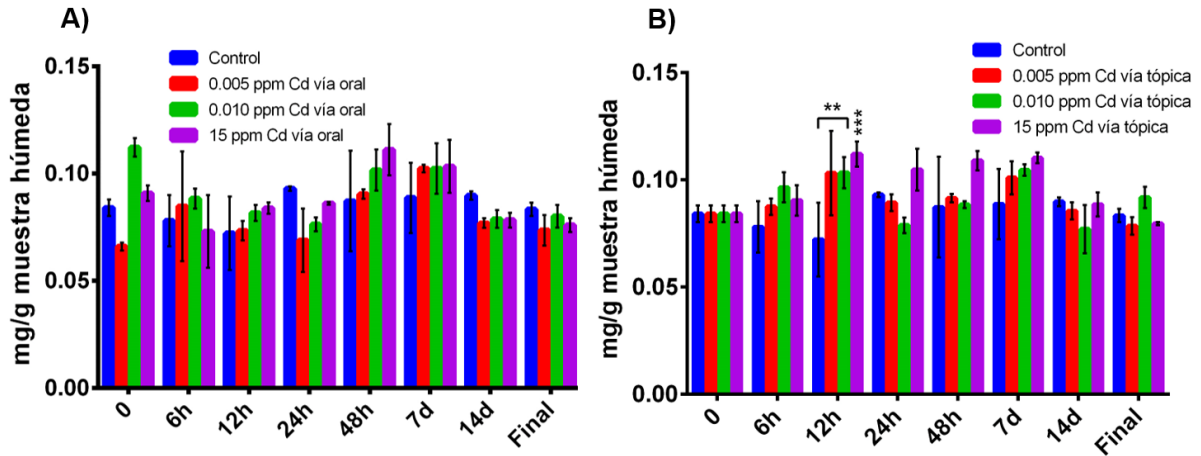 A)
Control
0.005 ppm Cd vía oral
0.010 ppm Cd vía oral
15 ppm Cd vía oral
mg/g muestra húmeda
0.15
0.10
0.05
0.00
0
6h
12h
24h
48h
7d
14d
Final
B)
Control
0.005 ppm Cd vía tópica
0.010 ppm Cd vía tópica
15 ppm Cd vía tópica
mg/g muestra húmeda
0.15
0.10
0.05
0.00
**
***
0
6h
12h
24h
48h
7d
14d
Final